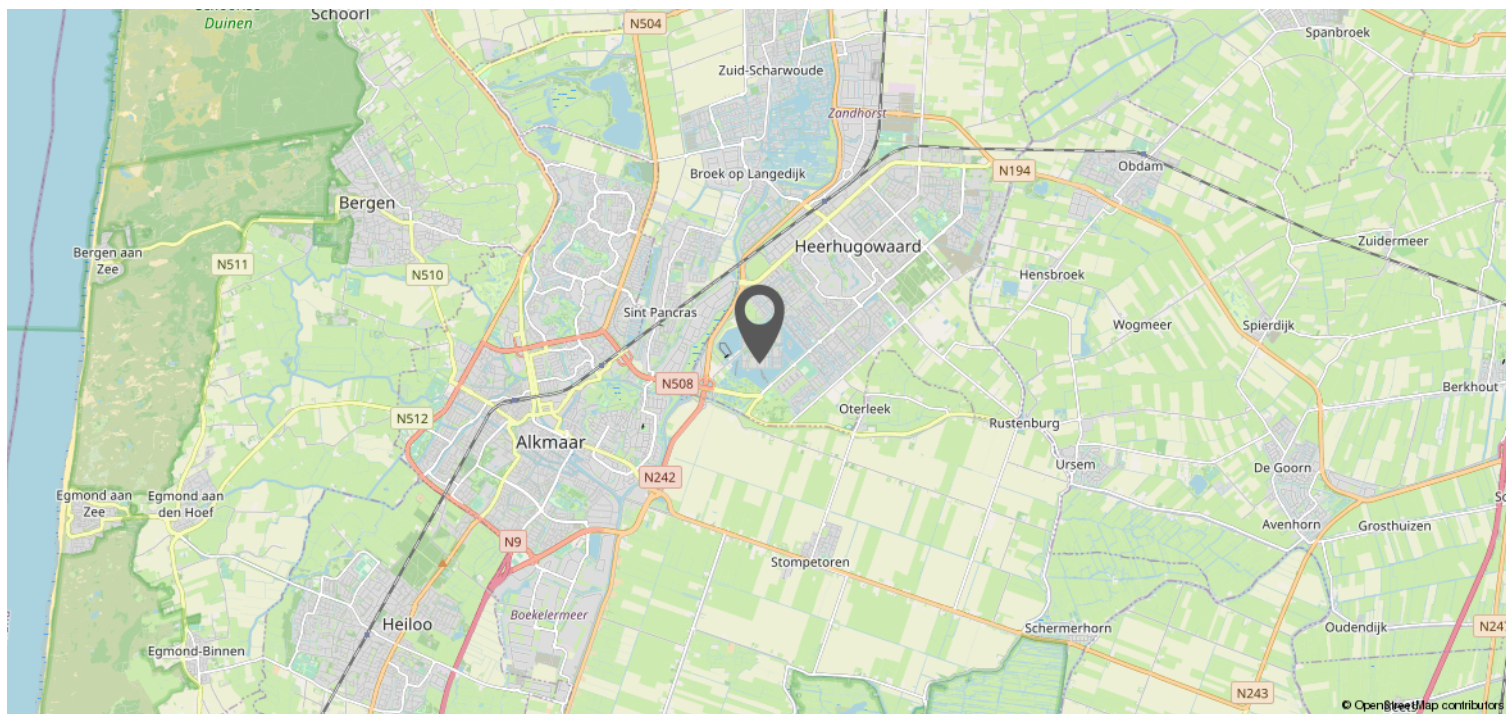 Duinen
Schoorl
N504
Spanbroek
Zuid-Scharwoude
Zandhorst
Obdam
Broek op Langedijk
N194
Bergen
Bergen aan
Zee
N511
N510
Heerhugowaard
Zuidermeer
Hensbroek
Sint Pancras
Wogmeer
Spierdijk
N508
Berkhout
N512
Oterleek
Rustenburg
Alkmaar
Ursem
De Goorn
N242
Egmond aan
Zee
Egmond aan
den Hoef
Avenhorn
Grosthuizen
N9
Stompetoren
Boekelermeer
Heiloo
Schermerhorn
Oudendijk
N247
Egmond-Binnen
N243
© OpenStreetMap contributors